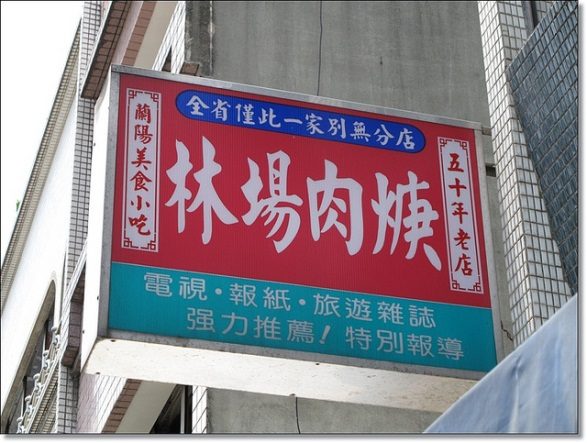 全省僅此一家別無分店
蘭陽美食小吃
林場肉焿
五十年老店
電視·報紙·旅遊雜誌
强力推薦!特別報導